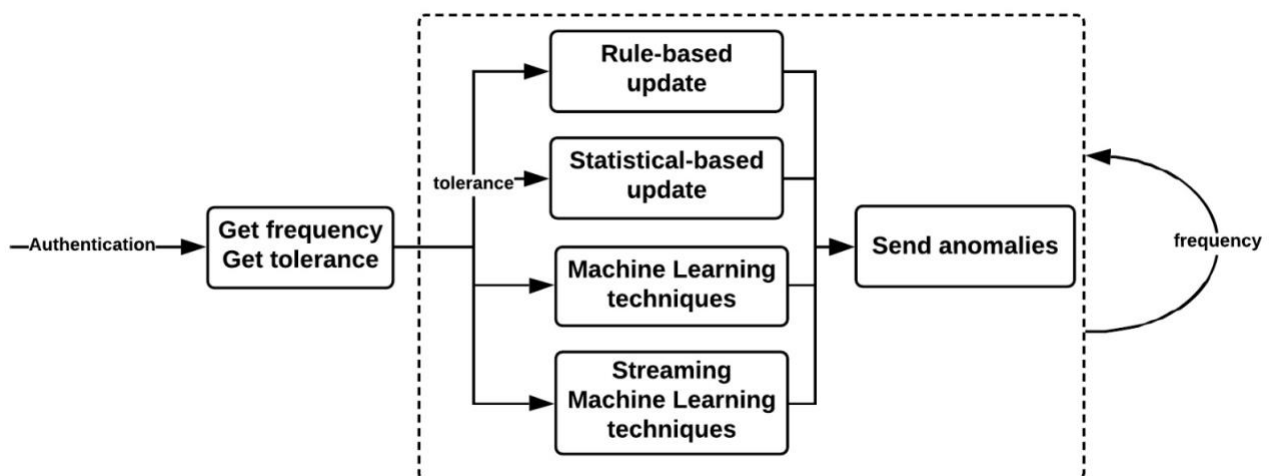 Authentication
Get frequency
Get tolerance
tolerance
Rule-based
update
Statistical-based
update
Machine Learning
techniques
Streaming
Machine Learning
techniques
Send anomalies
frequency